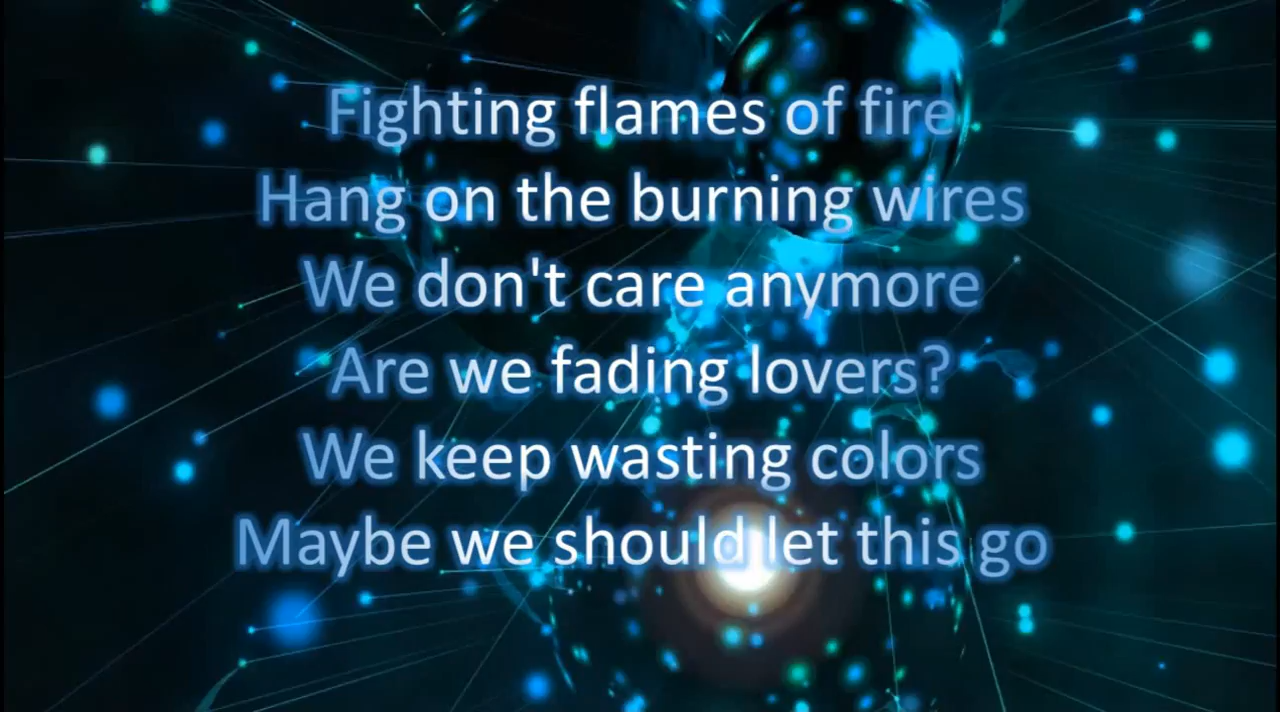 Fighting flames of fire
Hang on the burning wires
We don't care anymore
Are we fading lovers?
We keep wasting colors
Maybe we should let this go